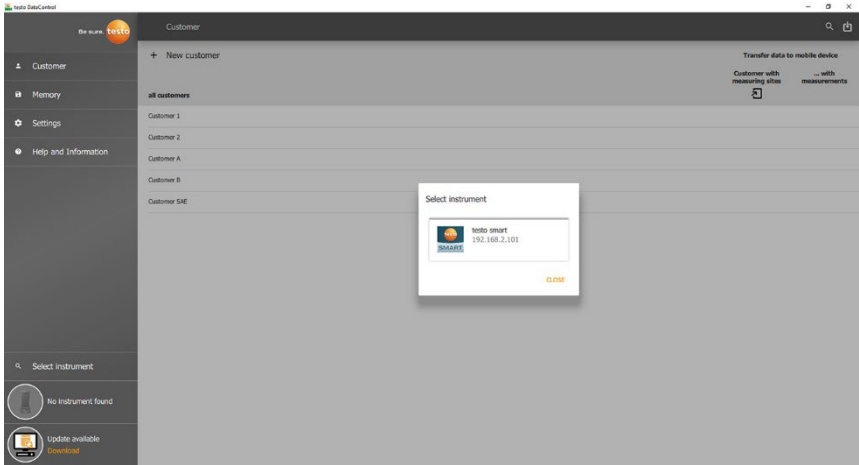 testo DataControl
Be sure. testo
Customer
Customer
Memory
Settings
Help and Information
+ New customer
Transfer data to mobile device
Customer with
measuring sites
... with
measurements
all customers
Customer 1
Customer 2
Customer A
Customer B
Customer SAE
Select instrument
testo
SMART
testo smart
192.168.2.101
CLOSE
Select instrument
No instrument found
Update available
Download